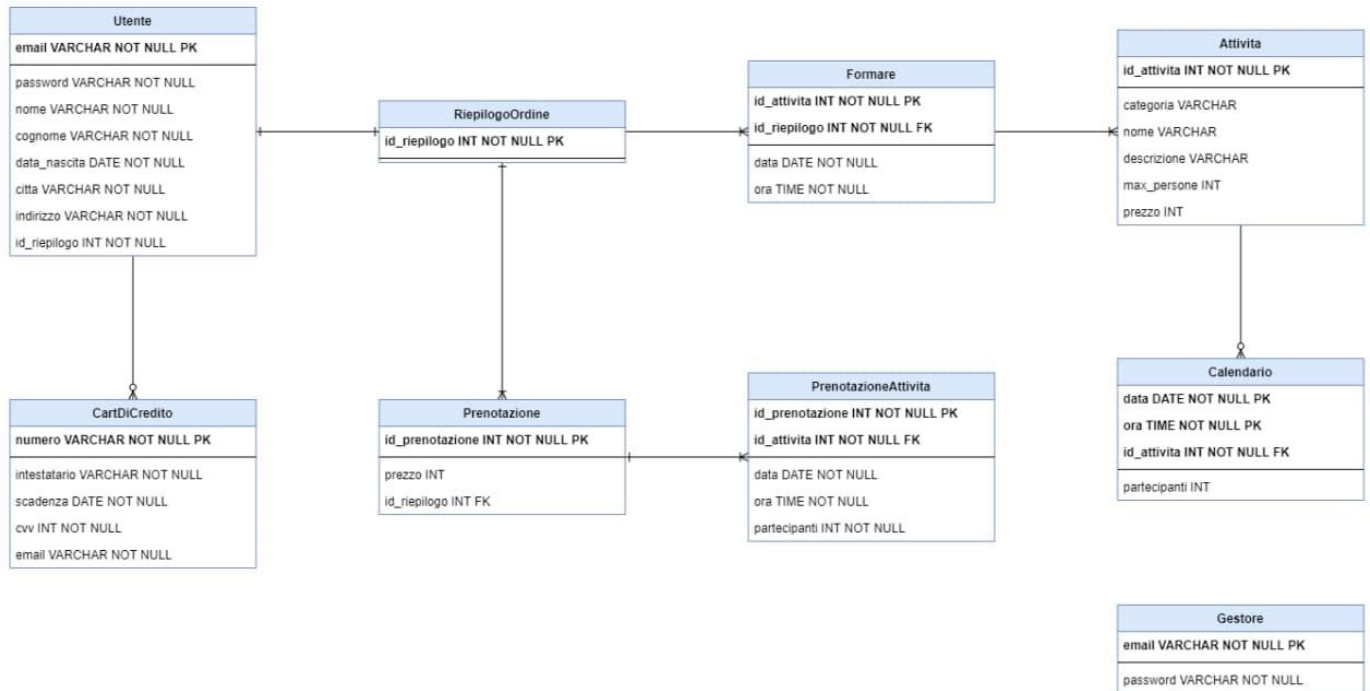 Utente
email VARCHAR NOT NULL PK
password VARCHAR NOT NULL
nome VARCHAR NOT NULL
cognome VARCHAR NOT NULL
data_nascita DATE NOT NULL
citta VARCHAR NOT NULL
indirizzo VARCHAR NOT NULL
id_riepilogo INT NOT NULL
RiepilogoOrdine
id_riepilogo INT NOT NULL PK
Formare
id_attivita INT NOT NULL PK
id_riepilogo INT NOT NULL FK
data DATE NOT NULL
ora TIME NOT NULL
Attivita
id_attivita INT NOT NULL PK
categoria VARCHAR
nome VARCHAR
descrizione VARCHAR
max_persone INT
prezzo INT
CartDiCredito
numero VARCHAR NOT NULL PK
intestatario VARCHAR NOT NULL
scadenza DATE NOT NULL
cvv INT NOT NULL
email VARCHAR NOT NULL
Prenotazione
id_prenotazione INT NOT NULL PK
prezzo INT
id_riepilogo INT FK
PrenotazioneAttivita
id_prenotazione INT NOT NULL PK
id_attivita INT NOT NULL FK
data DATE NOT NULL
ora TIME NOT NULL
partecipanti INT NOT NULL
Calendario
data DATE NOT NULL PK
ora TIME NOT NULL PK
id_attivita INT NOT NULL FK
partecipanti INT
Gestore
email VARCHAR NOT NULL PK
password VARCHAR NOT NULL